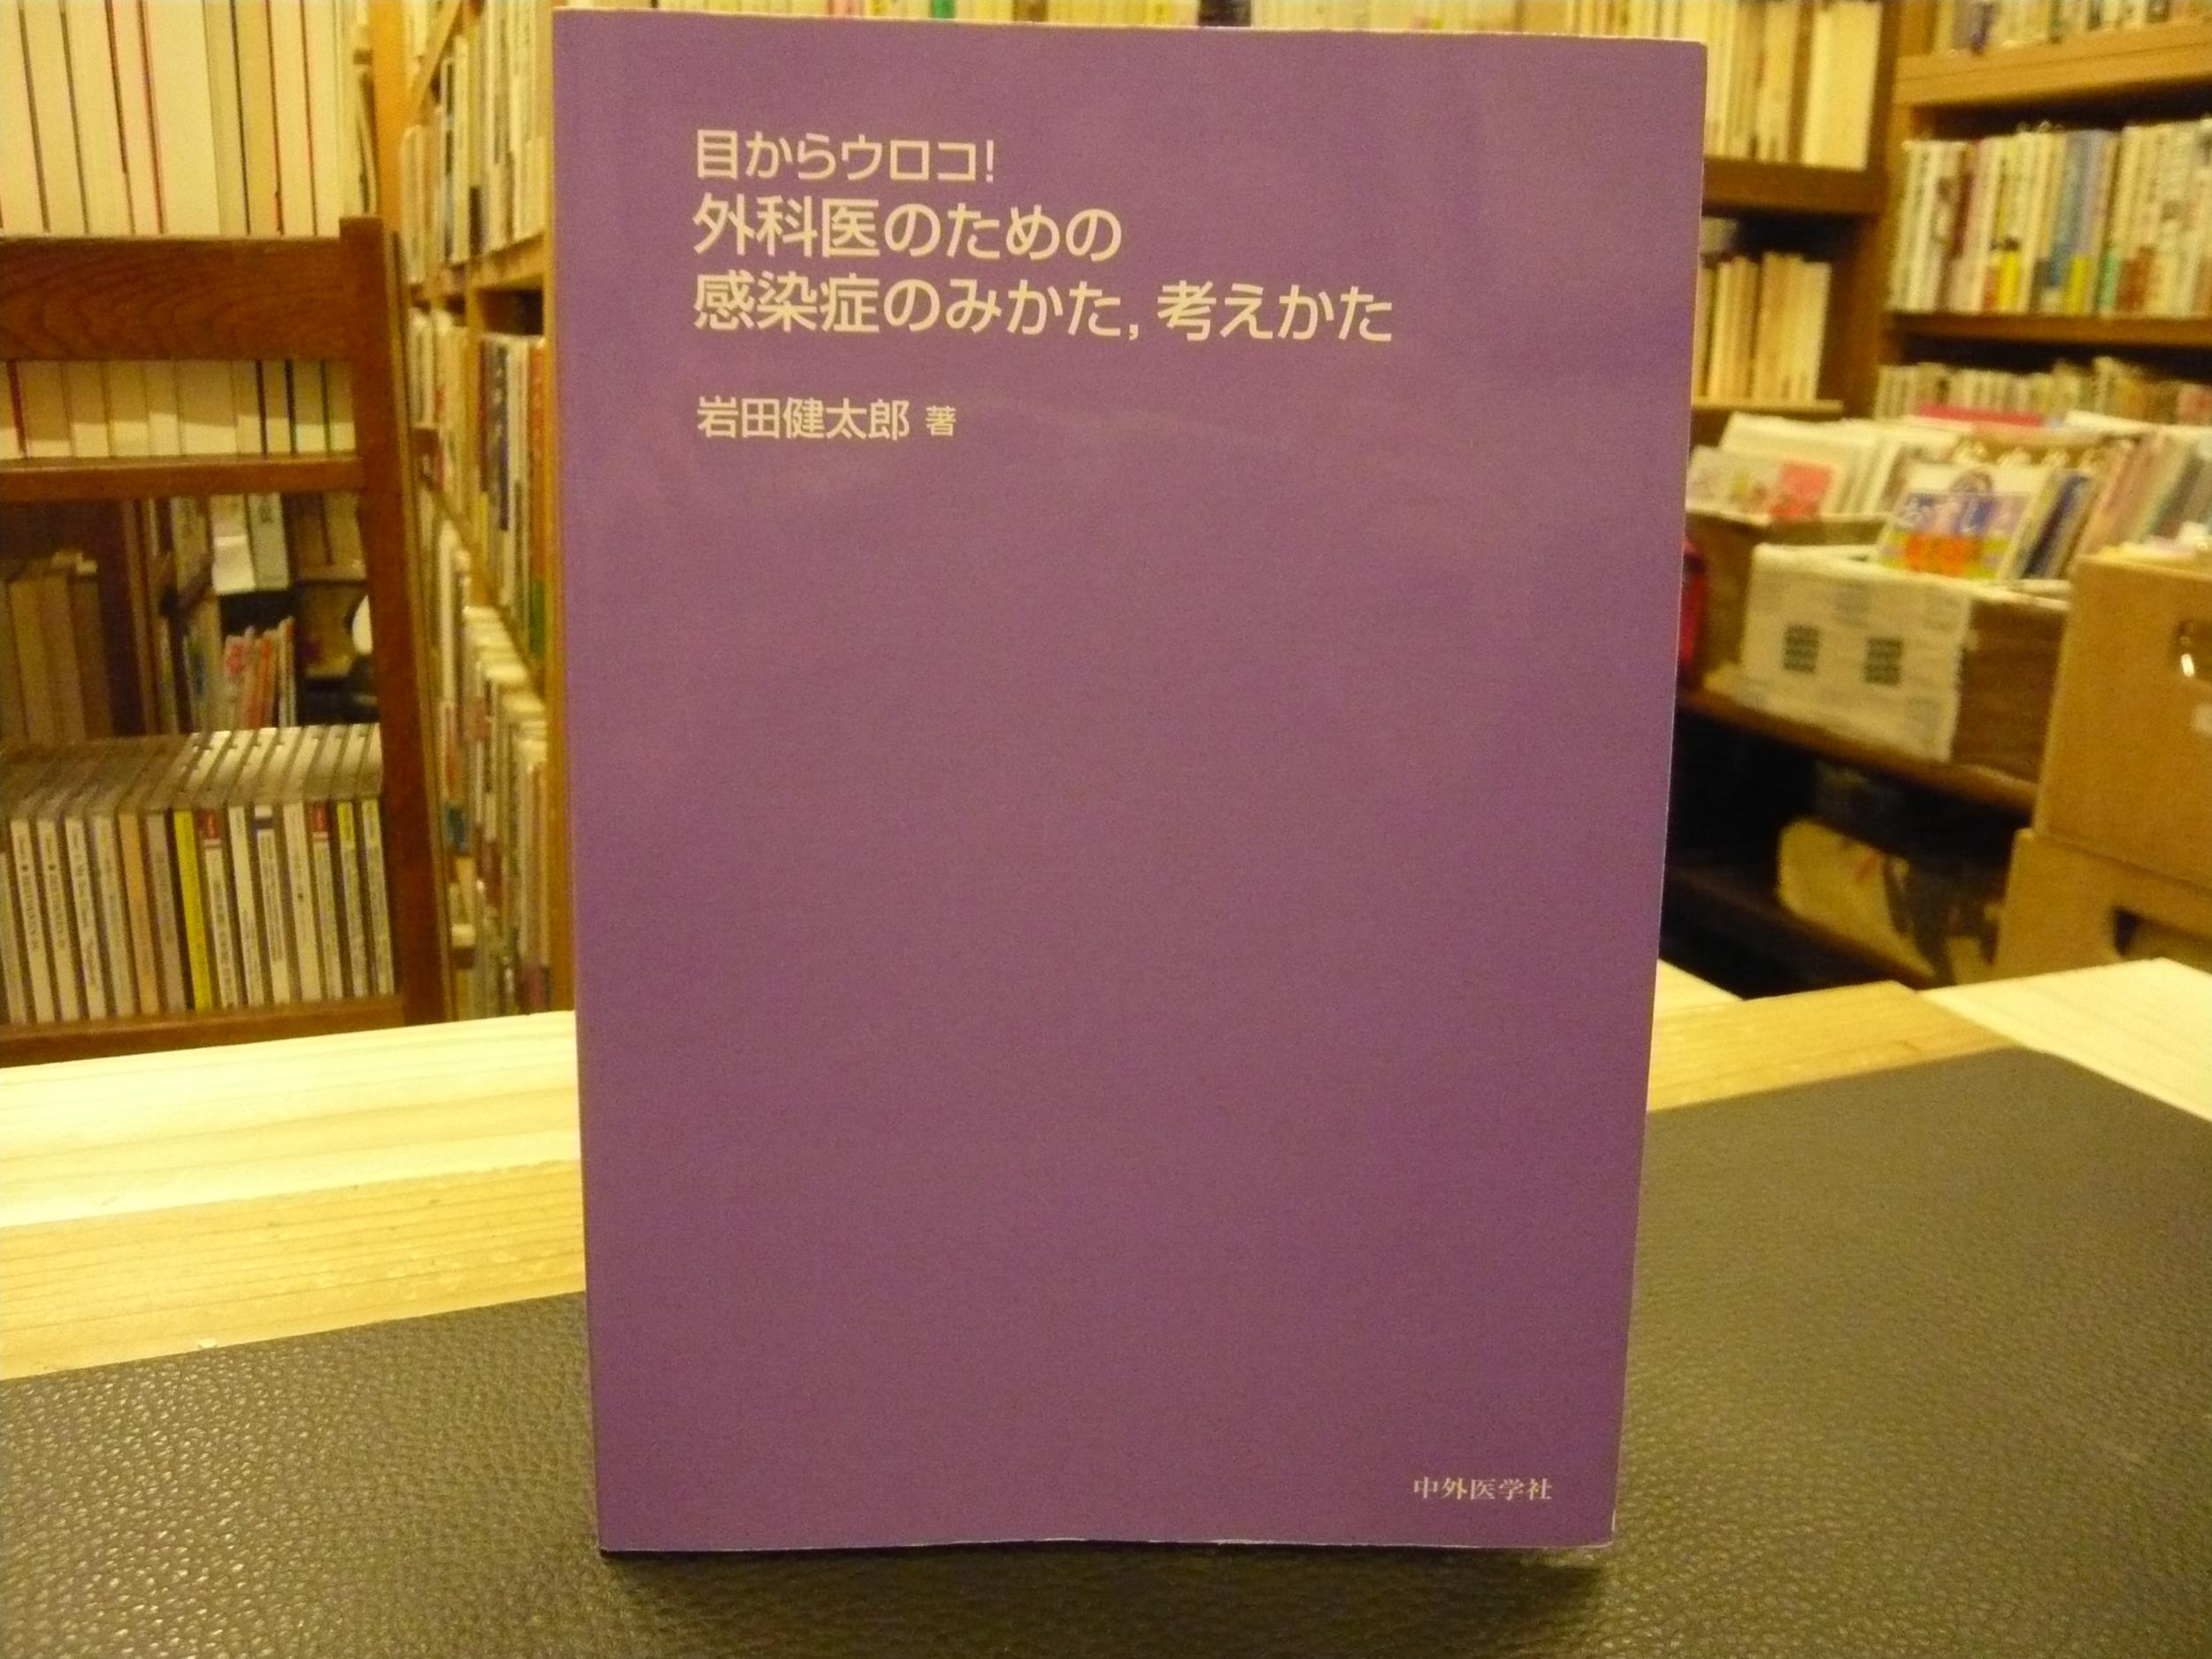 目からウロコ!
外科医のための
感染症のみかた, 考えかた
岩田健太郎 著
中外医学社